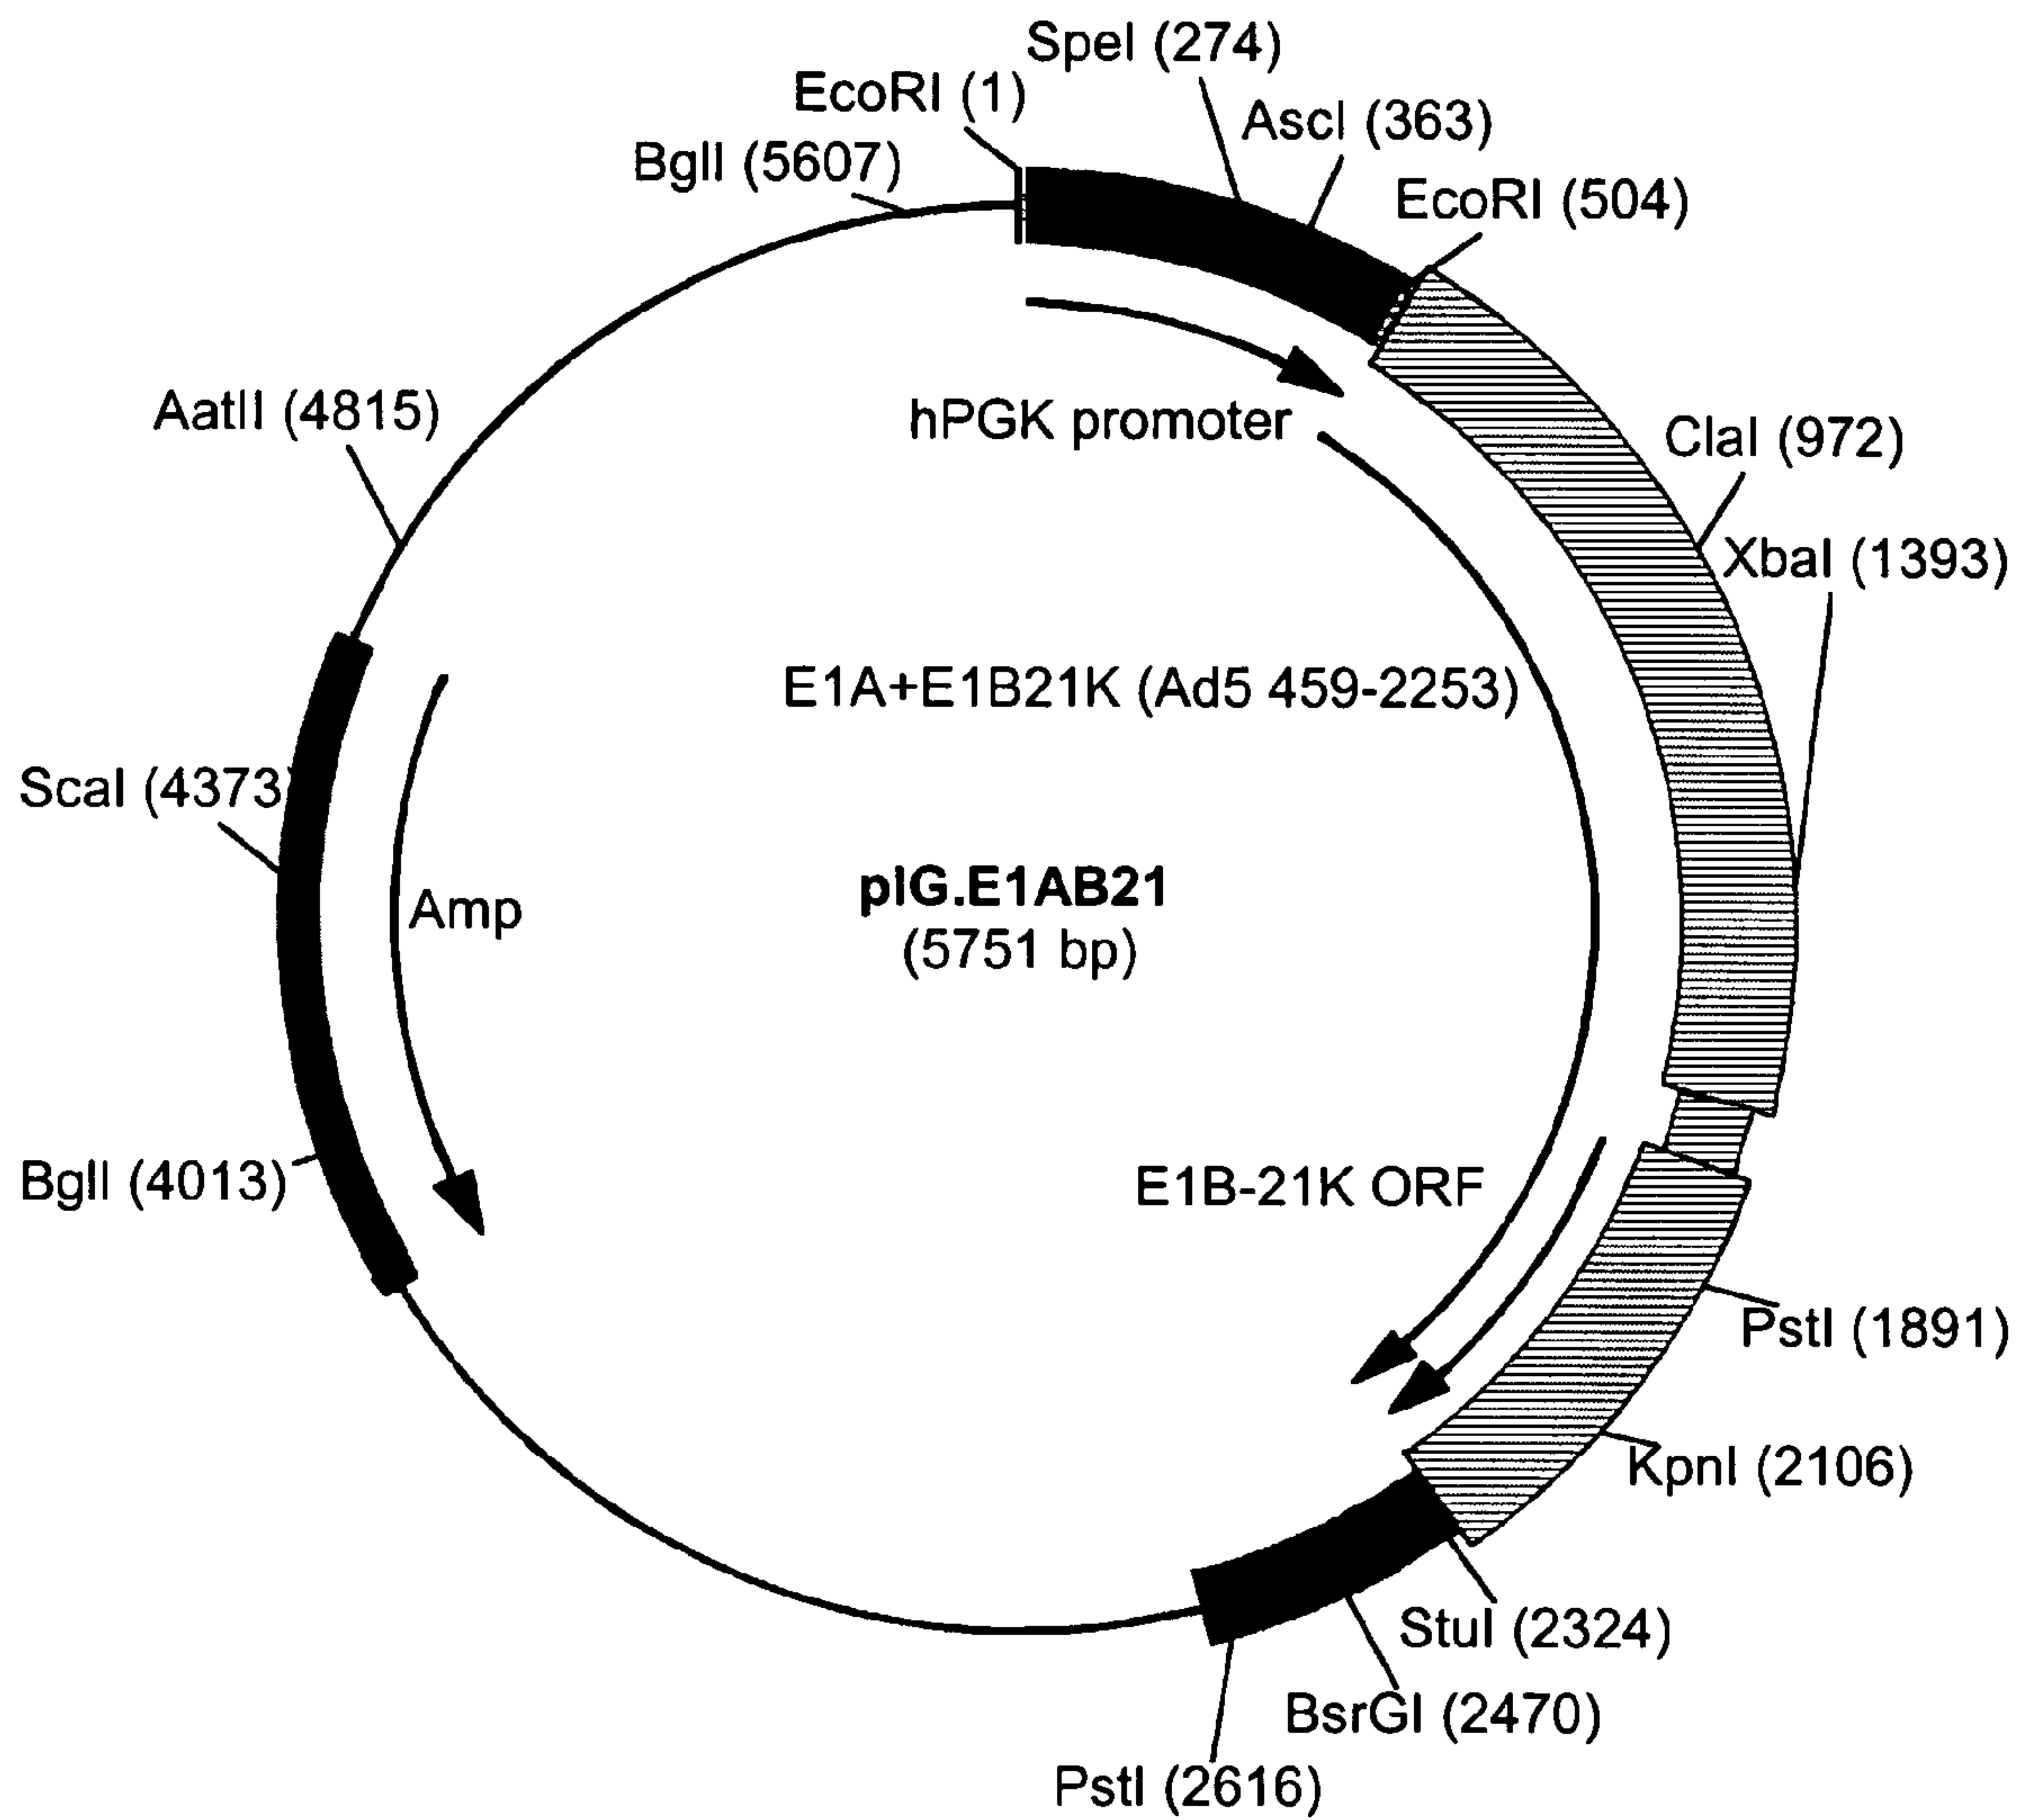 SpeI (274)
EcoRI (1)
AscI (363)
BglI (5607)
EcoRI (504)
AatII (4815)
hPGK promoter
ClaI (972)
XbaI (1393)
E1A+E1B21K (Ad5 459-2253)
ScaI (4373)
pIG.E1AB21
Amp
(5751 bp)
BglI (4013)
E1B-21K ORF
PstI (1891)
KpnI (2106)
StuI (2324)
BsrGI (2470)
PstI (2616)